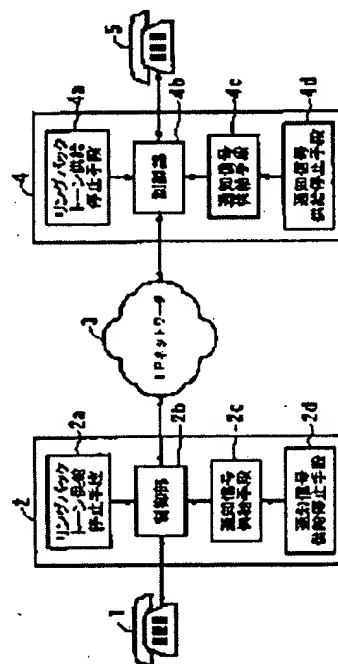 1
2
リングバック
トーン供給
停止手段
2a
制御部
2b
通知信号
供給手段
2c
通知信号
供給停止手段
2d
3
IPネットワーク
4
リングバック
トーン供給
停止手段
4a
制御部
4b
通知信号
供給手段
4c
通知信号
供給停止手段
4d
5